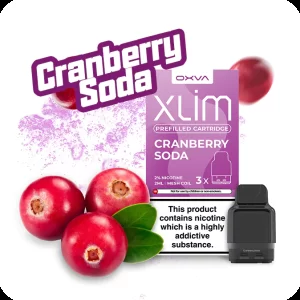 Cranberry
Soda
OXVA
XLIM
PREFILLED CARTRIDGE
CRANBERRY
SODA
2% NICOTINE
2ML · MESH COIL
3x
This product
contains nicotine
which is a highly
addictive
substance.